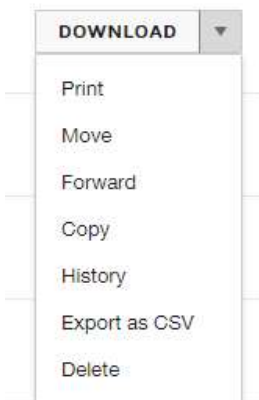 DOWNLOAD
Print
Move
Forward
Copy
History
Export as CSV
Delete